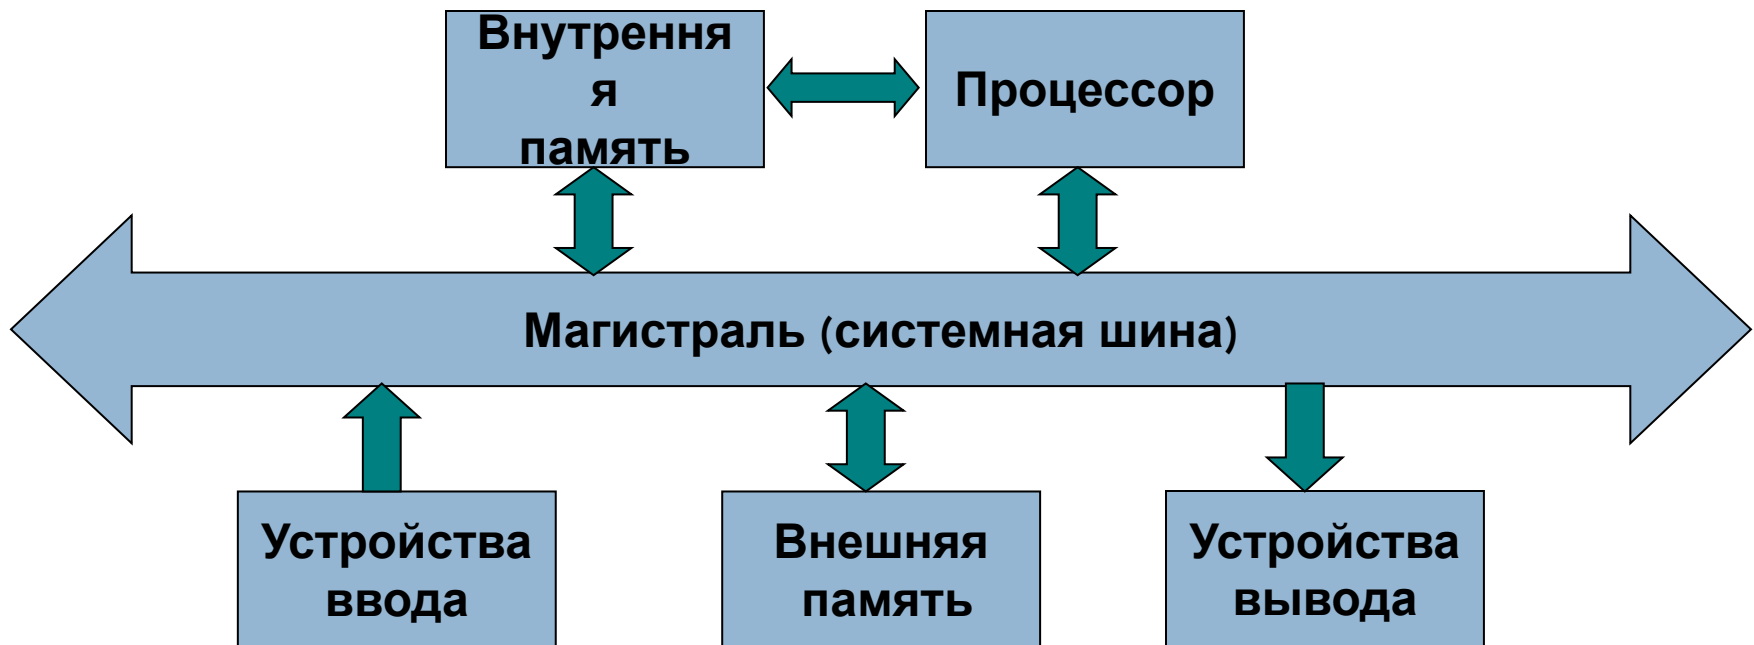 Внутрення
я
память
Процессор
Магистраль (системная шина)
Устройства
ввода
Внешняя
память
Устройства
вывода